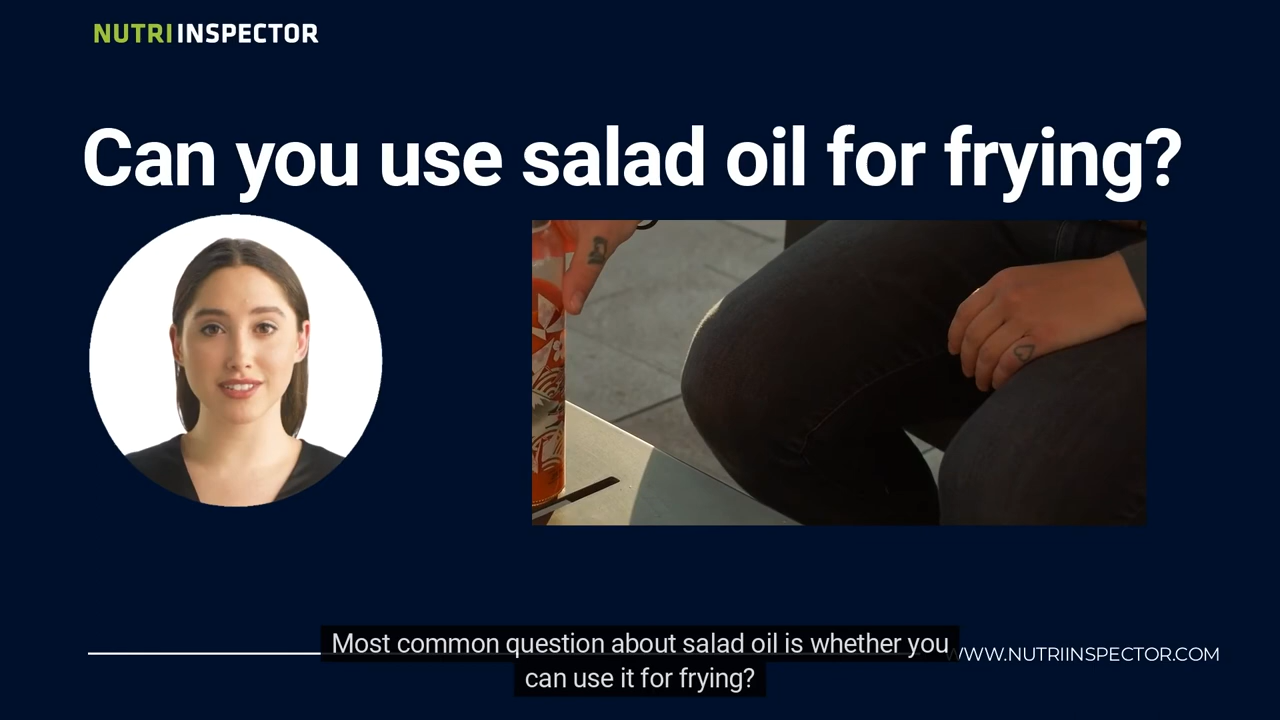 NUTRIINSPECTOR
Can you use salad oil for frying?
Most common question about salad oil is whether you
can use it for frying?
WWW.NUTRIINSPECTOR.COM